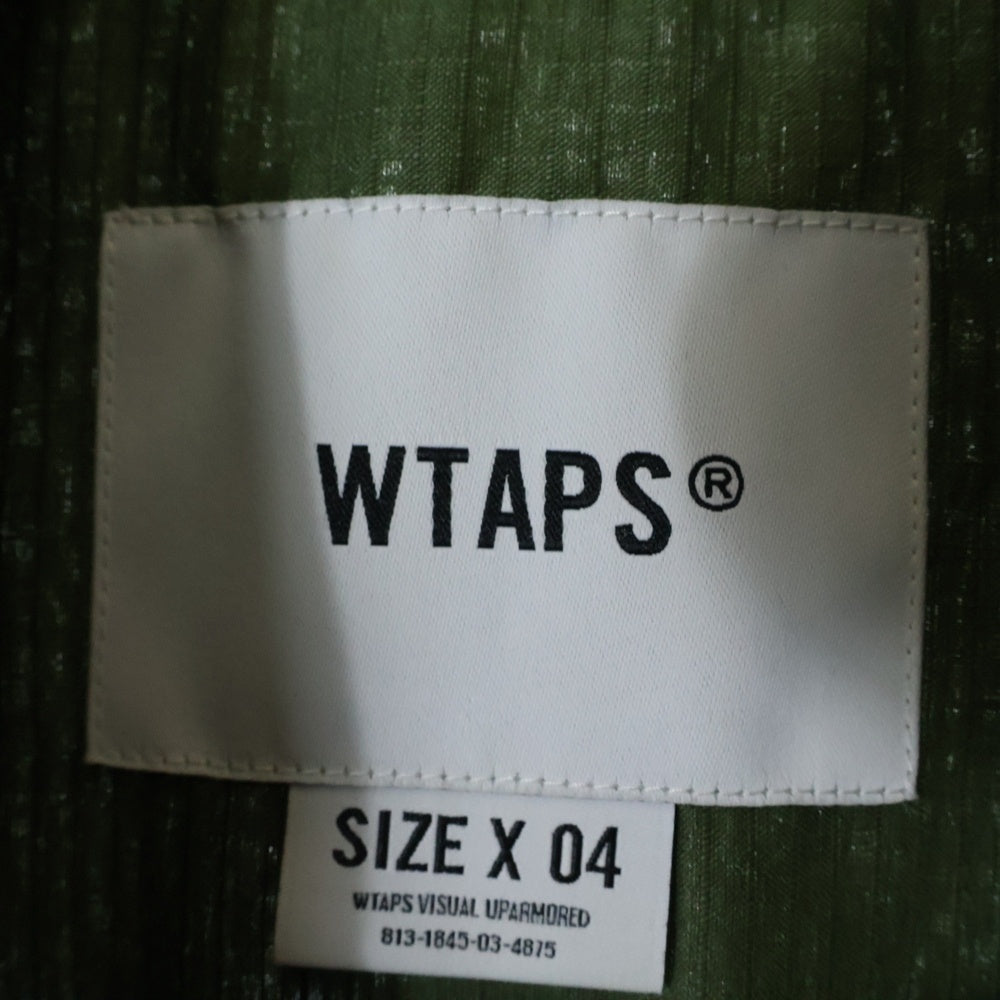 WTAPS®
SIZE X 04
WTAPS VISUAL UPARMORED
813-1845-03-4875